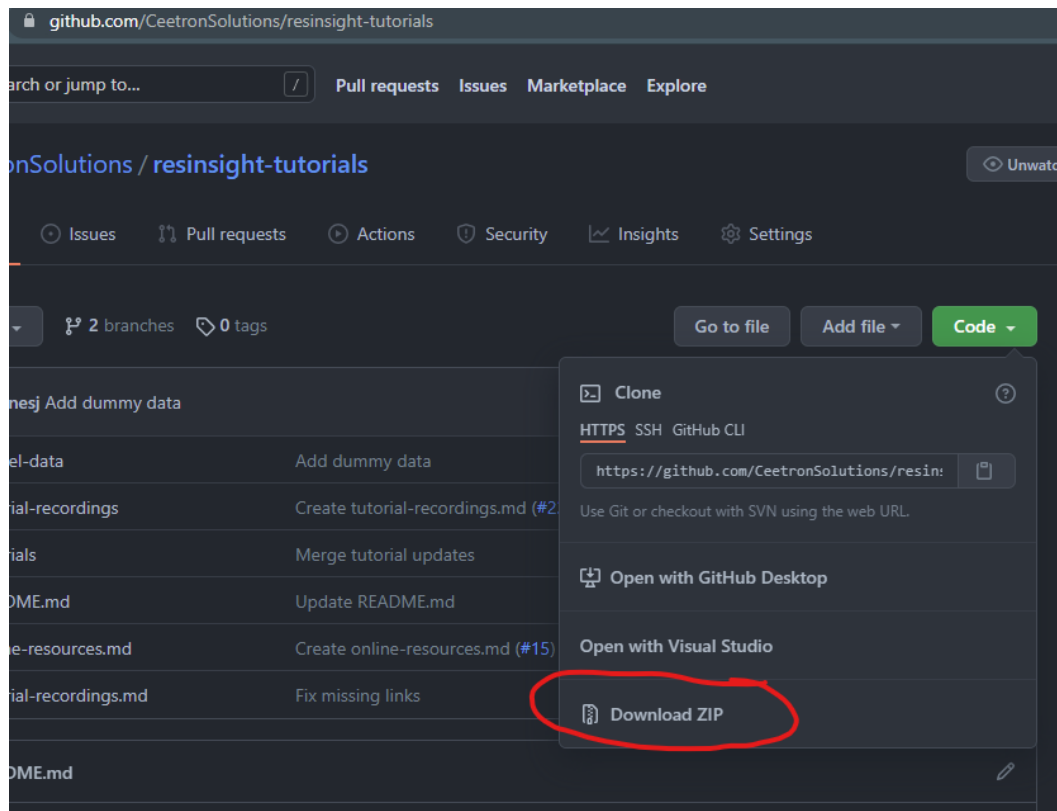 github.com/CeetronSolutions/resinsight-tutorials
arch or jump to... / Pull requests Issues Marketplace Explore
onSolutions / resinsight-tutorials
Unwatc
Issues Pull requests Actions Security Insights Settings
2 branches 0 tags
Go to file Add file Code
nesj Add dummy data
el-data Add dummy data
rial-recordings Create tutorial-recordings.md (#2
rials Merge tutorial updates
DME.md Update README.md
ne-resources.md Create online-resources.md (#15)
rial-recordings.md Fix missing links
DME.md
Clone
HTTPS SSH GitHub CLI
https://github.com/CeetronSolutions/resins
Use Git or checkout with SVN using the web URL.
Open with GitHub Desktop
Open with Visual Studio
Download ZIP